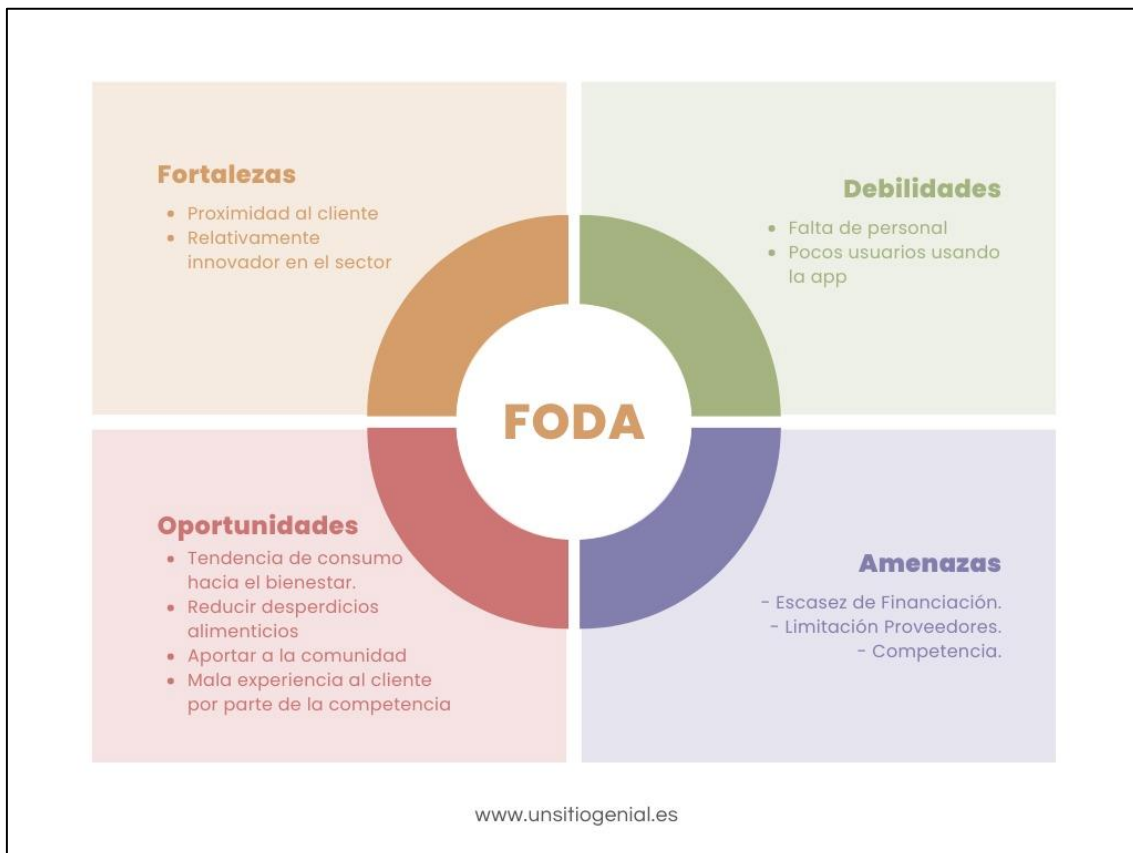 Fortalezas
• Proximidad al cliente
• Relativamente
innovador en el sector
Debilidades
• Falta de personal
• Pocos usuarios usando
la app
FODA
Oportunidades
• Tendencia de consumo
hacia el bienestar.
• Reducir desperdicios
alimenticios
• Aportar a la comunidad
• Mala experiencia al cliente
por parte de la competencia
Amenazas
- Escasez de Financiación.
- Limitación Proveedores.
- Competencia.
www.unsitiogenial.es